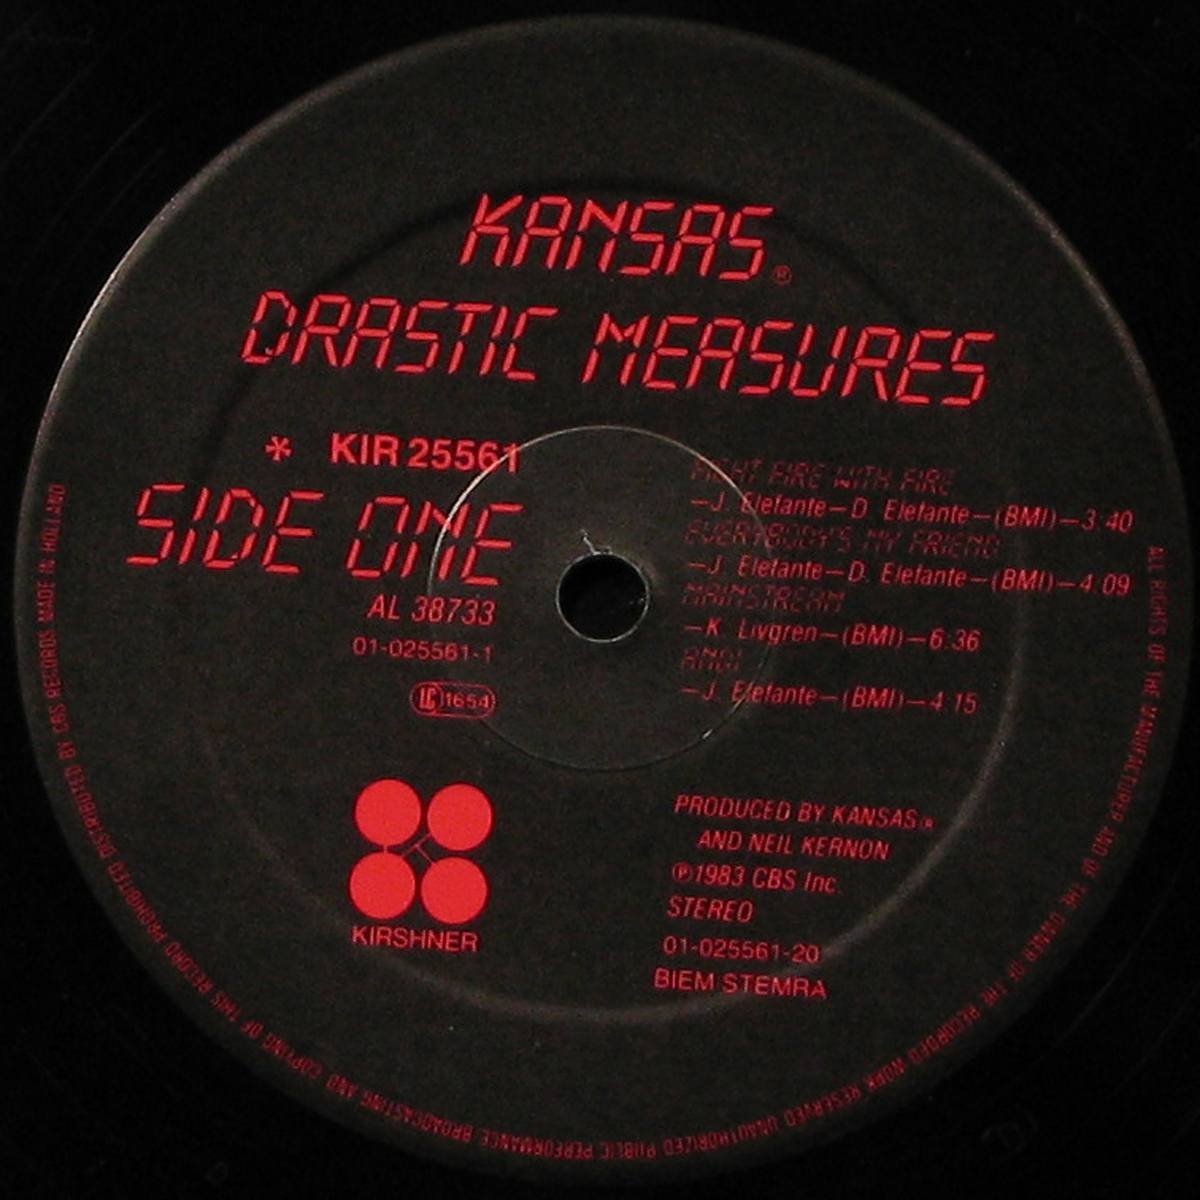 KANSAS®
DRASTIC MEASURES
* KIR 25561
SIDE ONE
AL 38733
01-025561-1
LC 1654
KIRSHNER
FIGHT FIRE WITH FIRE
–J. Elefante–D. Elefante–(BMI)–3:40
EVERYBODY'S MY FRIEND
–J. Elefante–D. Elefante–(BMI)–4:09
MAINSTREAM
–K. Livgren–(BMI)–6:36
ANDI
–J. Elefante–(BMI)–4:15
PRODUCED BY KANSAS®
AND NEIL KERNON
℗1983 CBS Inc.
STEREO
01-025561-20
BIEM STEMRA
ALL RIGHTS OF THE MANUFACTURER AND OF THE OWNER OF THE RECORDED WORK RESERVED UNAUTHORIZED PUBLIC PERFORMANCE BROADCASTING AND COPYING OF THIS RECORD PROHIBITED DISTRIBUTED BY CBS RECORDS MADE IN HOLLAND